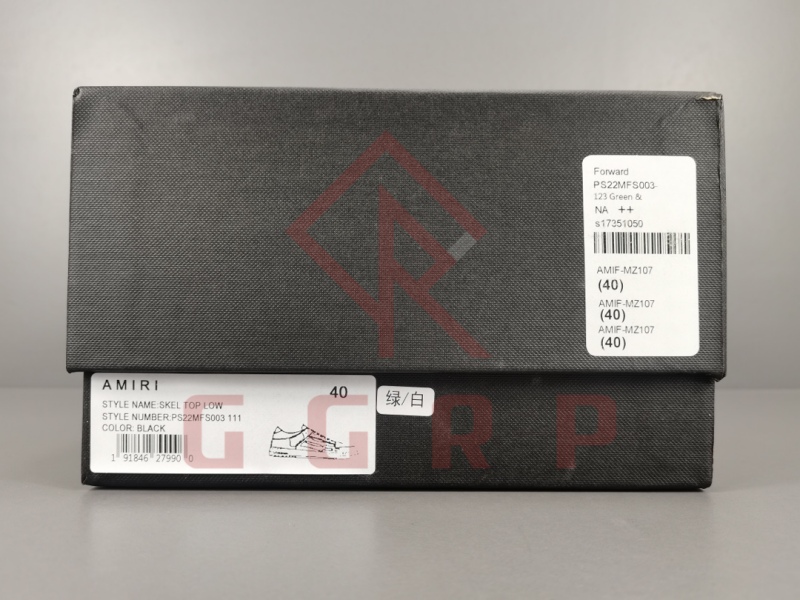 Forward
PS22MFS003-
123 Green &
NA ++
s17351050
AMIF-MZ107
(40)
AMIF-MZ107
(40)
AMIF-MZ107
(40)
AMIRI
40
STYLE NAME:SKEL TOP LOW
STYLE NUMBER:PS22MFS003 111
COLOR: BLACK
1 91846 27990 0
绿/白
GGRP